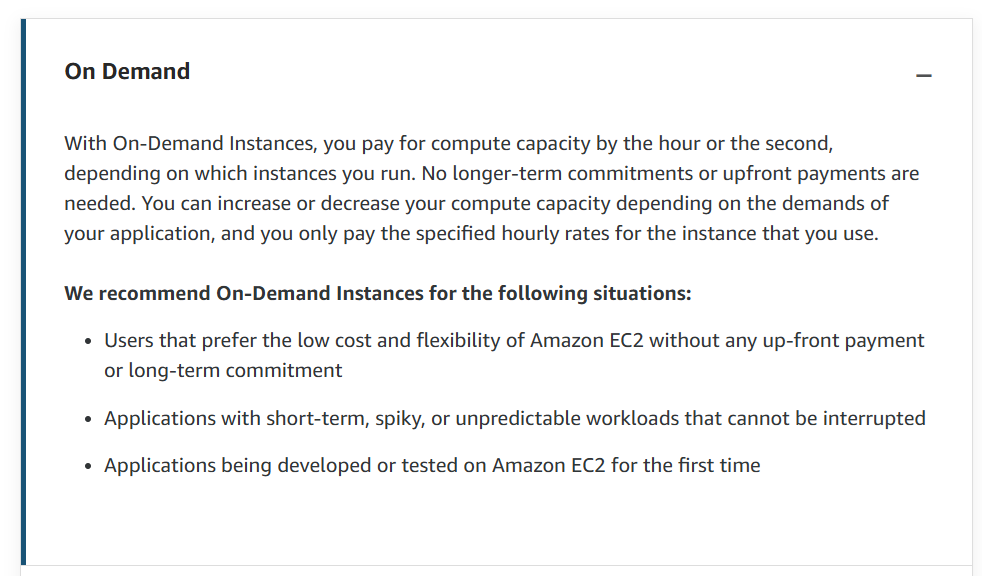 On Demand
With On-Demand Instances, you pay for compute capacity by the hour or the second,
depending on which instances you run. No longer-term commitments or upfront payments are
needed. You can increase or decrease your compute capacity depending on the demands of
your application, and you only pay the specified hourly rates for the instance that you use.
We recommend On-Demand Instances for the following situations:
• Users that prefer the low cost and flexibility of Amazon EC2 without any up-front payment
or long-term commitment
• Applications with short-term, spiky, or unpredictable workloads that cannot be interrupted
• Applications being developed or tested on Amazon EC2 for the first time